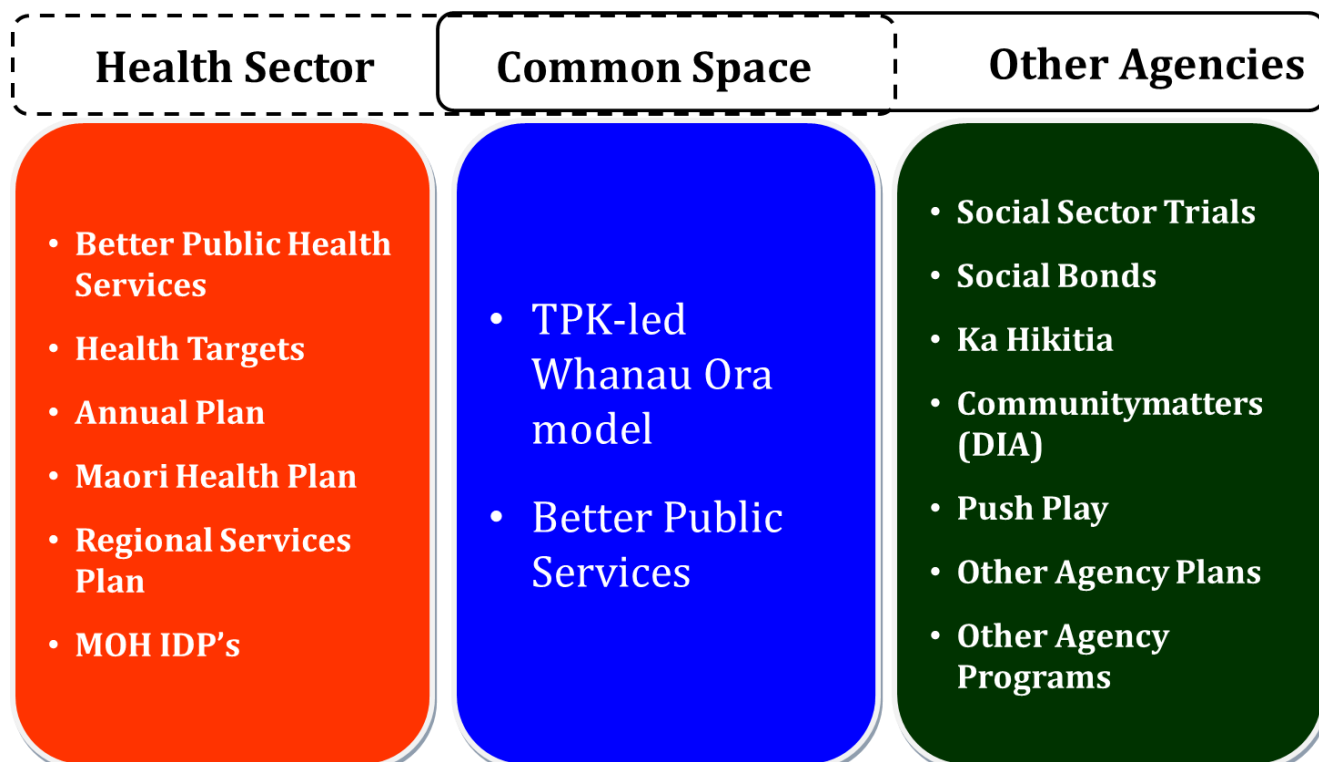 Health Sector
Common Space
Other Agencies
• Better Public Health
Services
• Health Targets
• Annual Plan
• Maori Health Plan
• Regional Services
Plan
• MOH IDP’s
• TPK-led
Whanau Ora
model
• Better Public
Services
• Social Sector Trials
• Social Bonds
• Ka Hikitia
• Communitymatters
(DIA)
• Push Play
• Other Agency Plans
• Other Agency
Programs